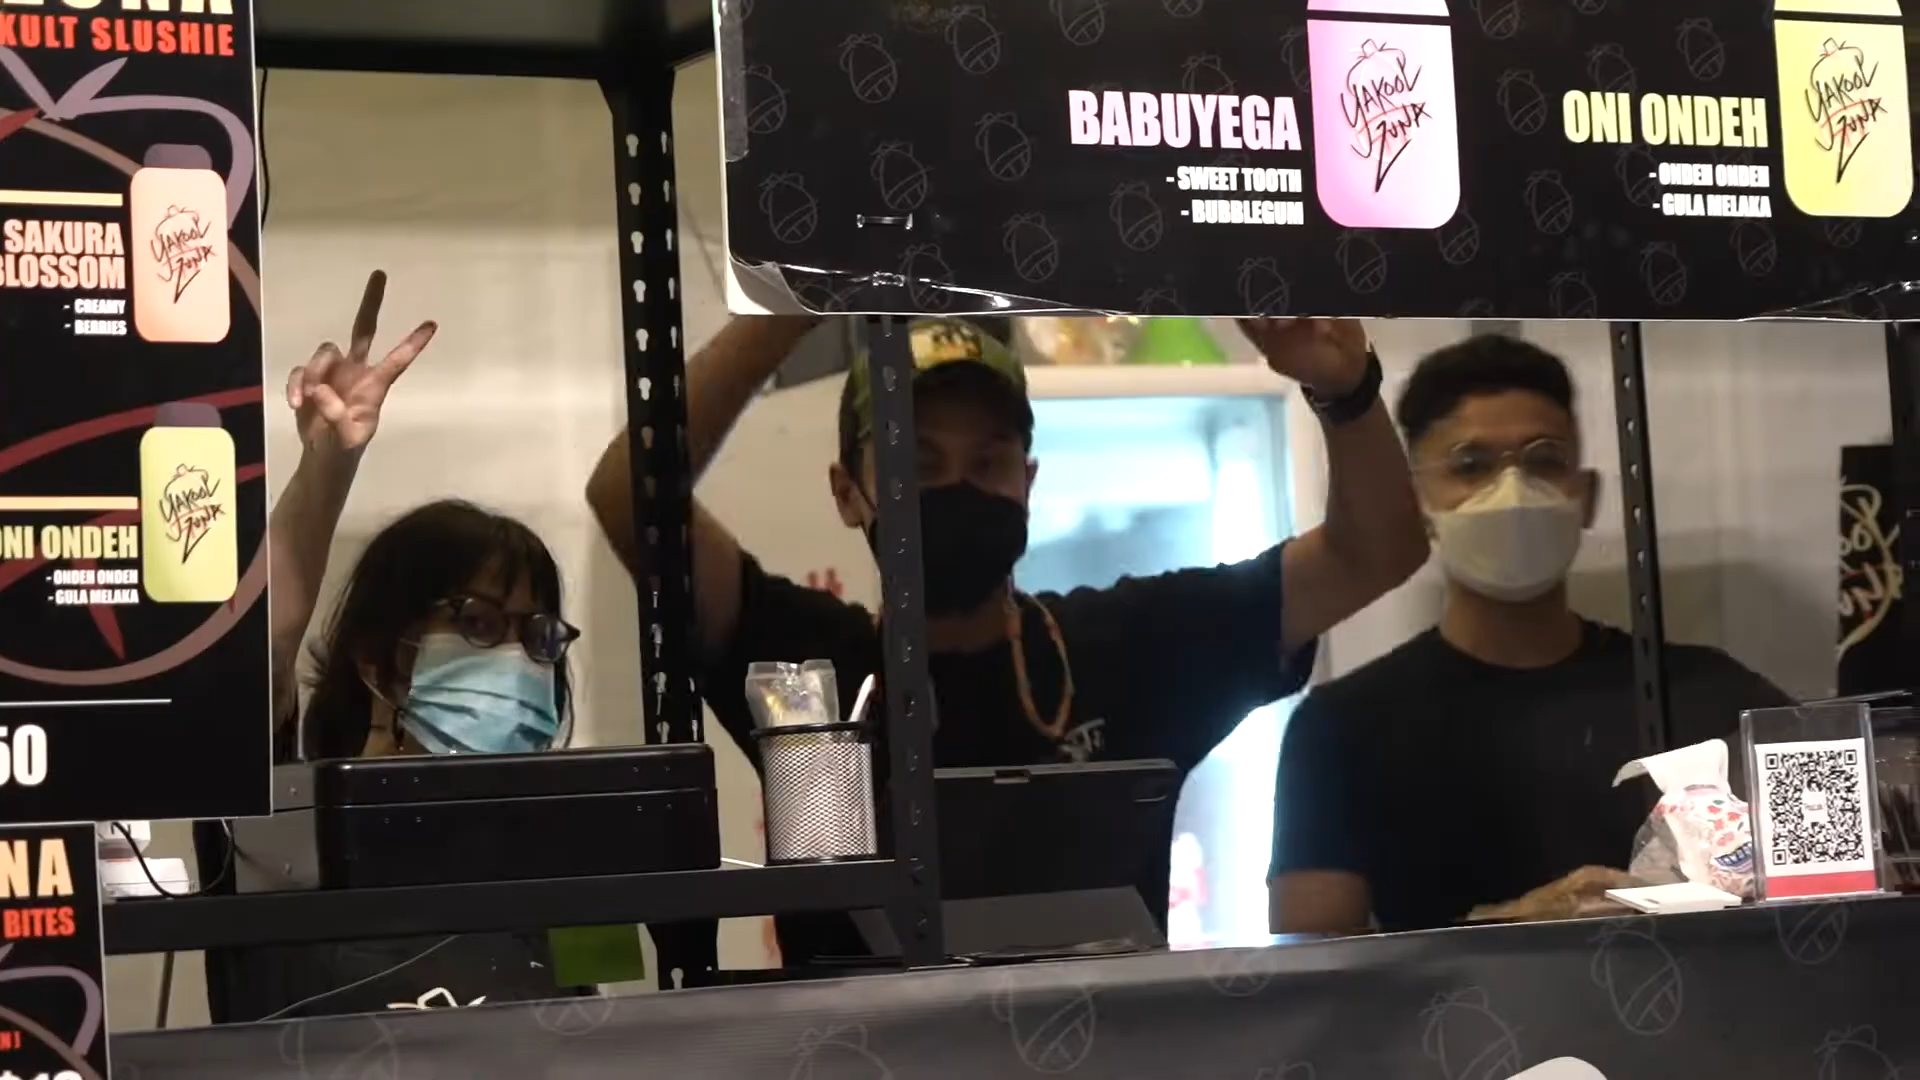 KULT SLUSHIE
SAKURA
BLOSSOM
- CREAMY
- BERRIES
YAKOOL
ZUNA
ONI ONDEH
- ONDEH ONDEH
- GULA MELAKA
YAKOOL
ZUNA
50
NA
BITES
BABUYEGA
- SWEET TOOTH
- BUBBLEGUM
YAKOOL
ZUNA
ONI ONDEH
- ONDEH ONDEH
- GULA MELAKA
YAKOOL
ZUNA